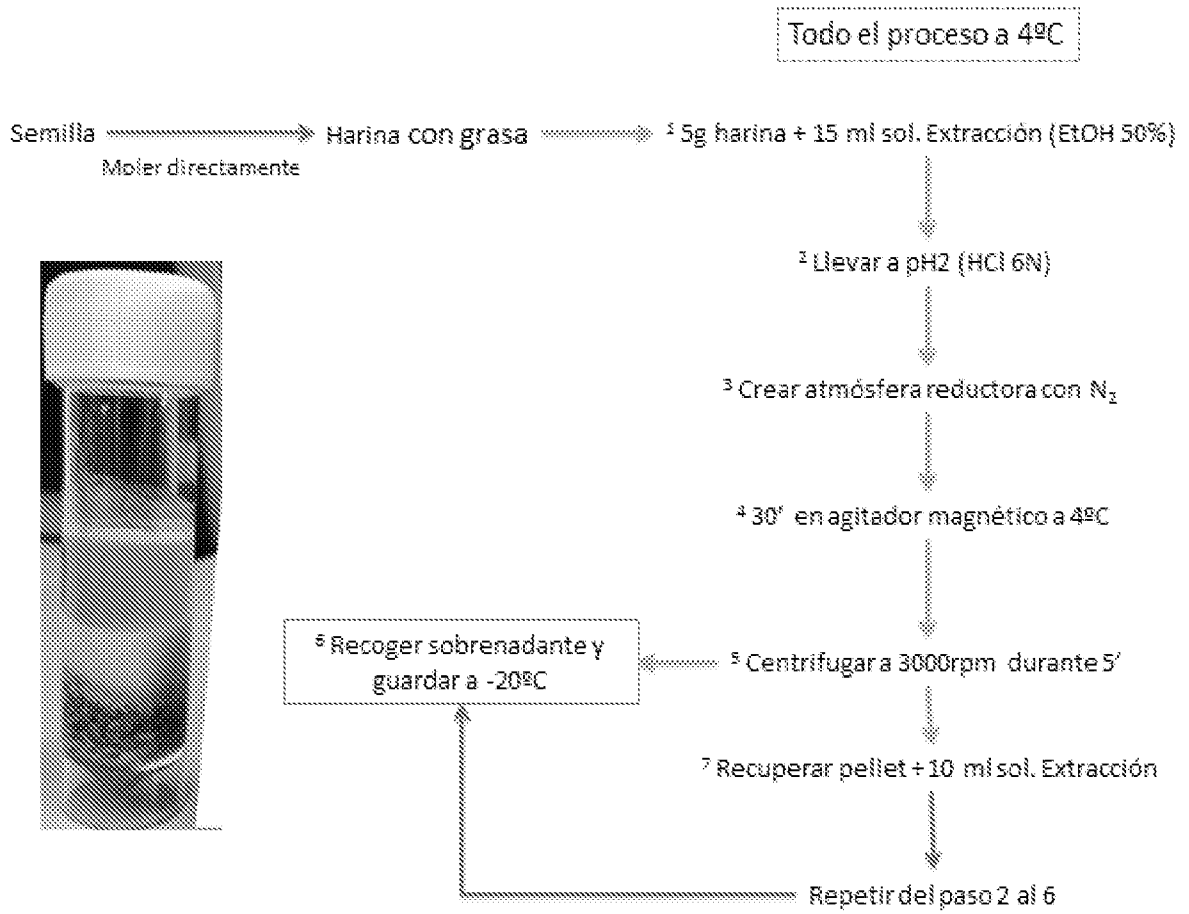 Todo el proceso a 4ºC
Semilla
Moler directamente
Harina con grasa
1 5g harina + 15 ml sol. Extracción (EtOH 50%)
2 Llevar a pH2 (HCl 6N)
3 Crear atmósfera reductora con N2
4 30' en agitador magnético a 4ºC
5 Centrifugar a 3000rpm durante 5'
6 Recoger sobrenadante y
guardar a -20ºC
7 Recuperar pellet + 10 ml sol. Extracción
Repetir del paso 2 al 6